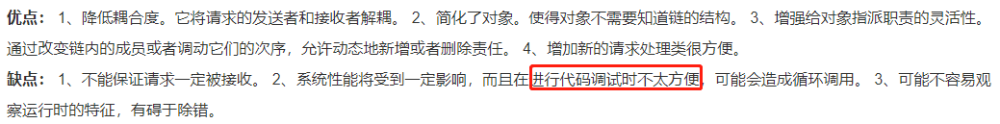 优点： 1、降低耦合度。它将请求的发送者和接收者解耦。 2、简化了对象。使得对象不需要知道链的结构。 3、增强给对象指派职责的灵活性。
通过改变链内的成员或者调动它们的次序，允许动态地新增或者删除责任。 4、增加新的请求处理类很方便。
缺点： 1、不能保证请求一定被接收。 2、系统性能将受到一定影响，而且在进行代码调试时不太方便，可能会造成循环调用。 3、可能不容易观
察运行时的特征，有碍于除错。